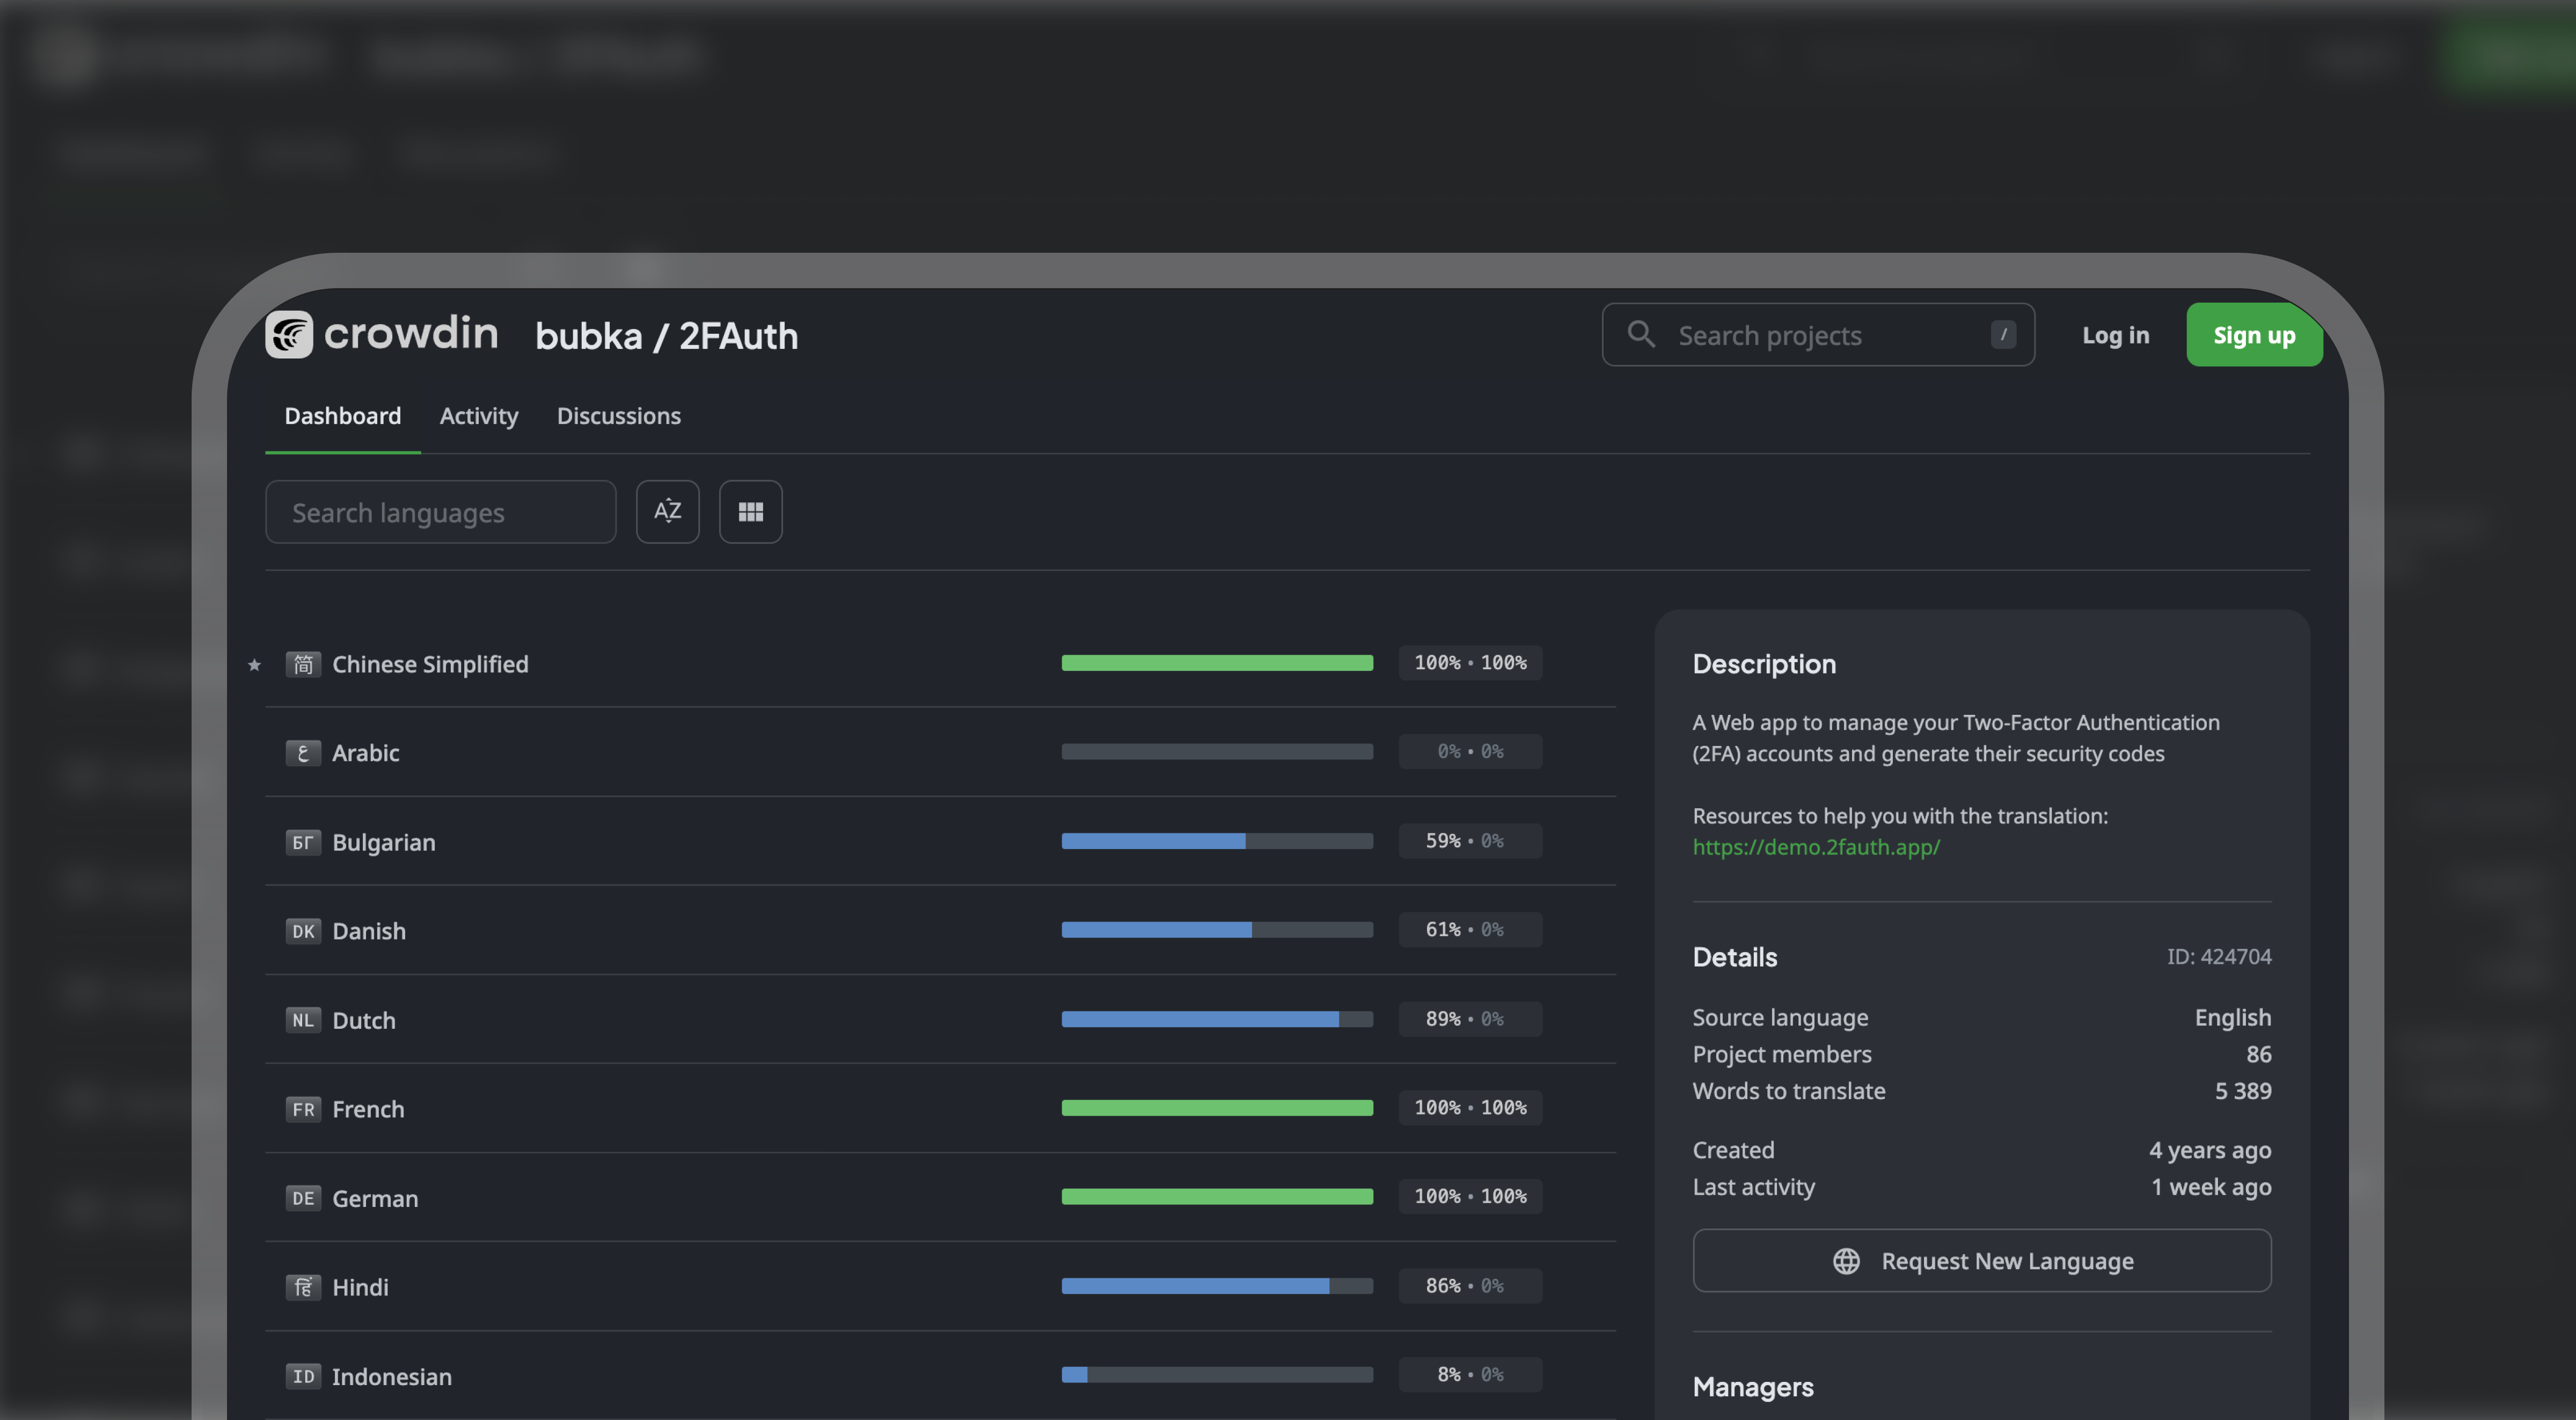 crowdin bubka / 2FAuth Search projects / Log in Sign up
Dashboard Activity Discussions
Search languages AZ
简 Chinese Simplified 100% • 100%
ع Arabic 0% • 0%
БГ Bulgarian 59% • 0%
DK Danish 61% • 0%
NL Dutch 89% • 0%
FR French 100% • 100%
DE German 100% • 100%
हिं Hindi 86% • 0%
ID Indonesian 8% • 0%
Description
A Web app to manage your Two-Factor Authentication
(2FA) accounts and generate their security codes
Resources to help you with the translation:
https://demo.2fauth.app/
Details ID: 424704
Source language English
Project members 86
Words to translate 5 389
Created 4 years ago
Last activity 1 week ago
Request New Language
Managers